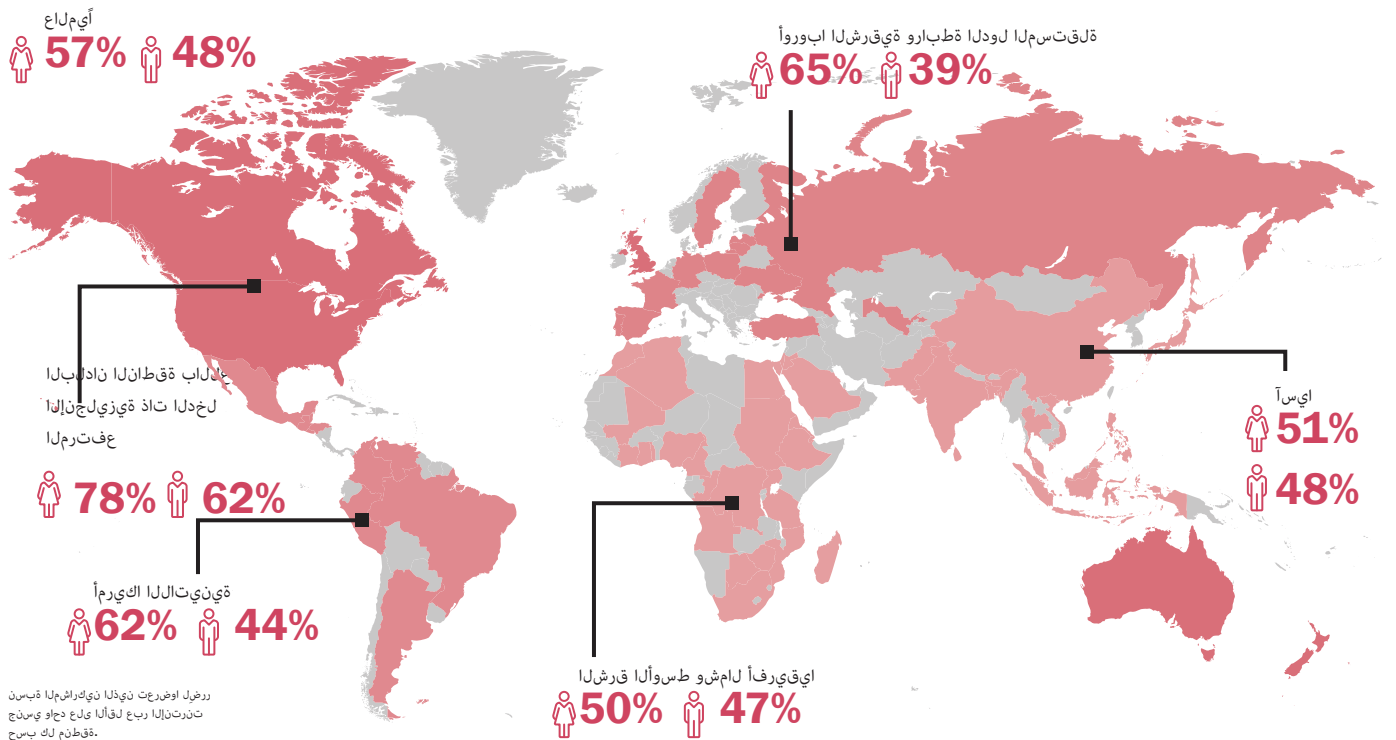 عالمياً
57% 48%
أوروبا الشرقية ورابطة الدول المستقلة
65% 39%
البلدان الناطقة باللغ
الإنجليزية ذات الدخل
المرتفع
78% 62%
آسيا
51%
48%
أمريكا اللاتينية
62% 44%
الشرق الأوسط وشمال أفريقيا
50% 47%
نسبة المشاركين الذين تعرضوا لضرر
جنسي واحد على الأقل عبر الإنترنت
حسب كل منطقة.